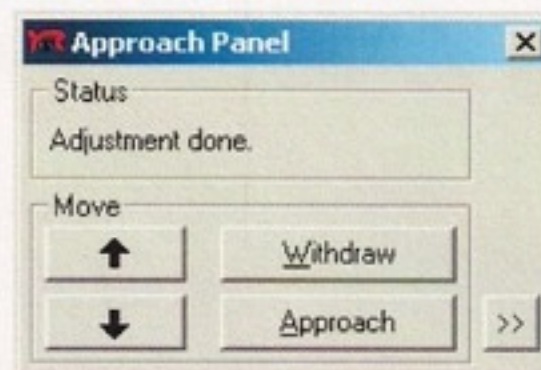 Approach Panel
Status
Adjustment done.
Move
Withdraw
Approach
>>